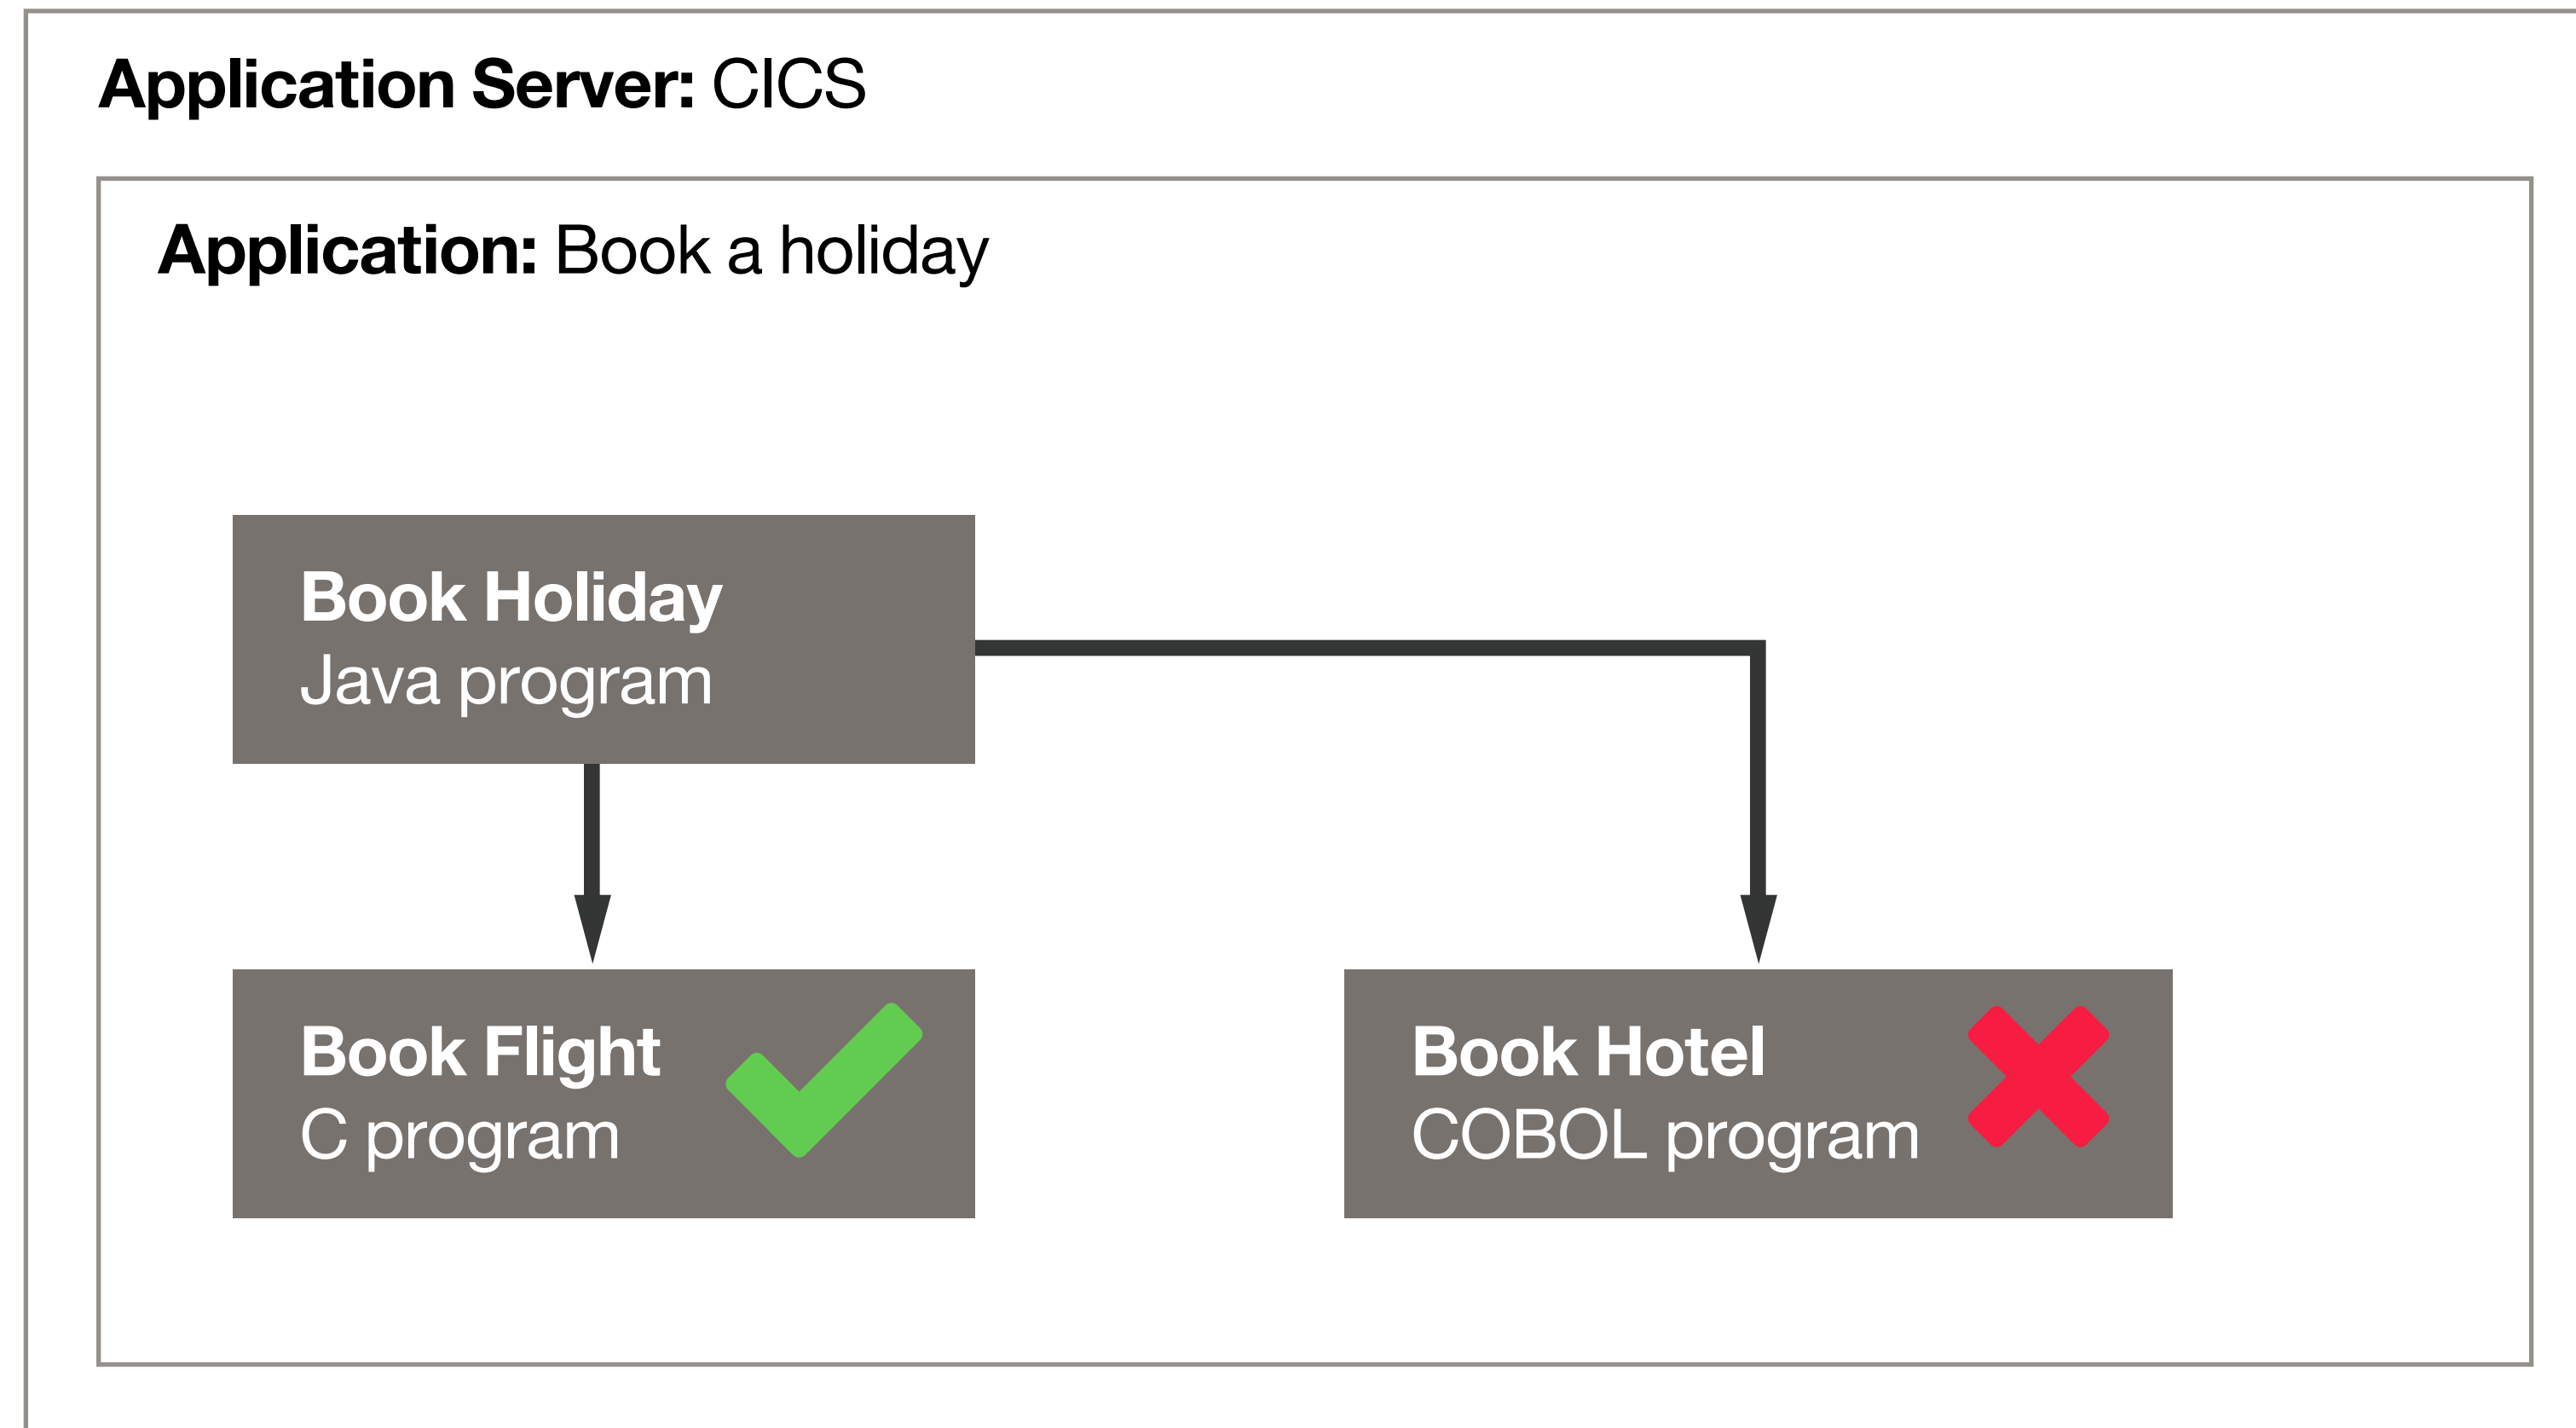 Application Server: CICS
Application: Book a holiday
Book Holiday
Java program
Book Flight
C program
Book Hotel
COBOL program